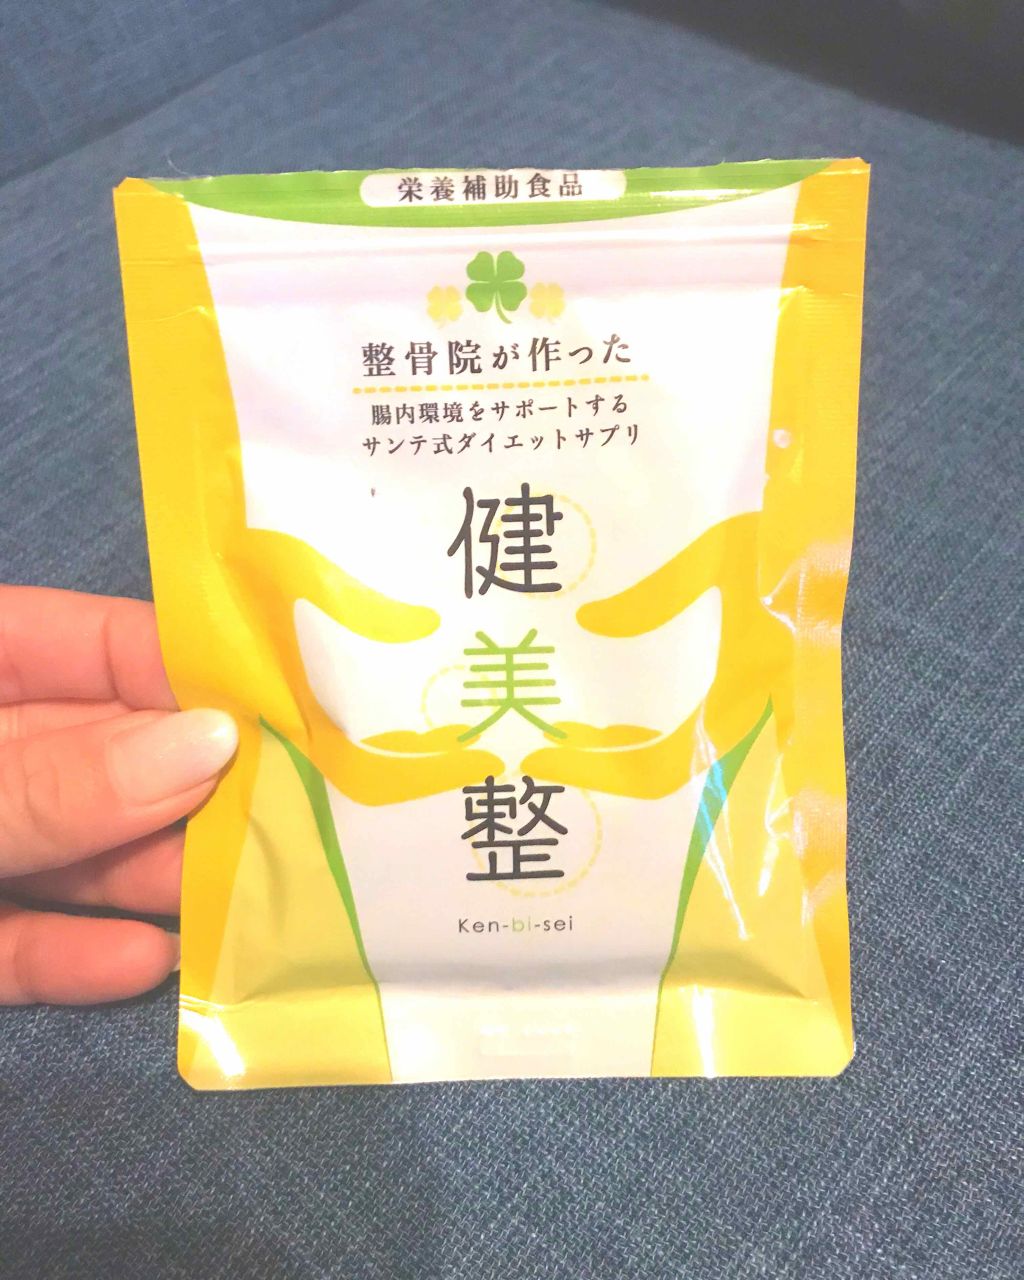 栄養補助食品
整骨院が作った
腸内環境をサポートする
サンテ式ダイエットサプリ
健
美
整
Ken-bi-sei